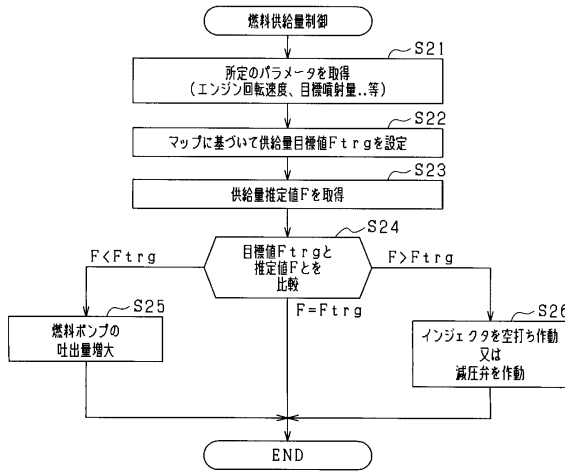 燃料供給量制御
S21
所定のパラメータを取得
(エンジン回転速度、目標噴射量..等)
S22
マップに基づいて供給量目標値Ftrgを設定
S23
供給量推定値Fを取得
S24
目標値Ftrgと
推定値Fとを
比較
F<Ftrg
F>Ftrg
F=Ftrg
S25
燃料ポンプの
吐出量増大
S26
インジェクタを空打ち作動
又は
減圧弁を作動
END